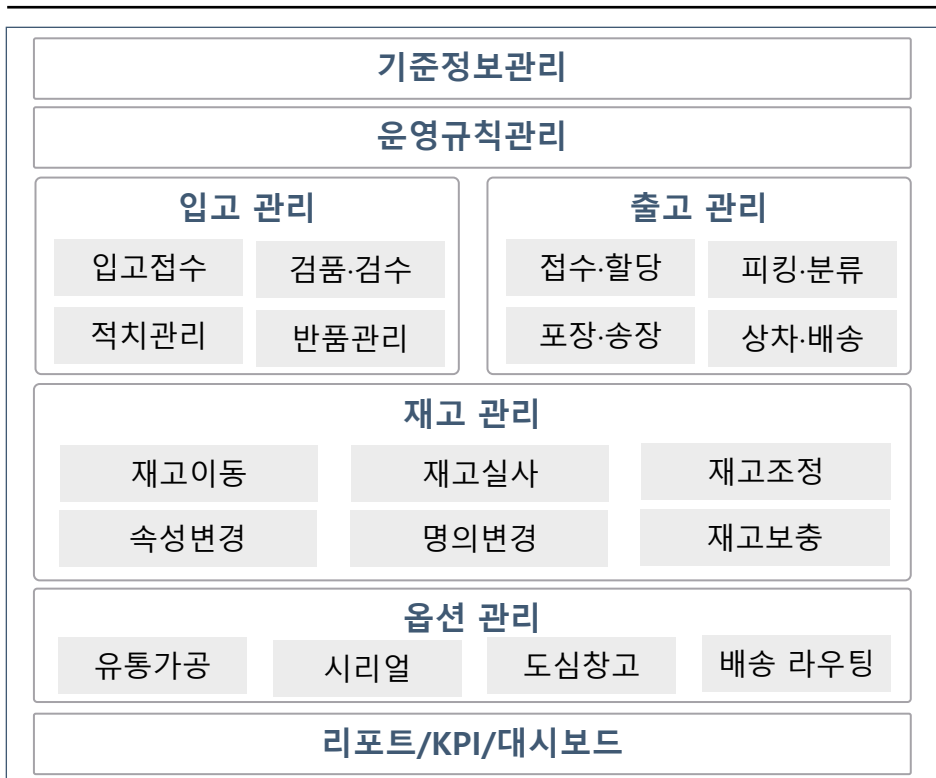 기준정보관리
운영규칙관리
입고 관리
입고접수 검품·검수
적치관리 반품관리
출고 관리
접수·할당 피킹·분류
포장·송장 상차·배송
재고 관리
재고이동 재고실사 재고조정
속성변경 명의변경 재고보충
옵션 관리
유통가공 시리얼 도심창고 배송 라우팅
리포트/KPI/대시보드